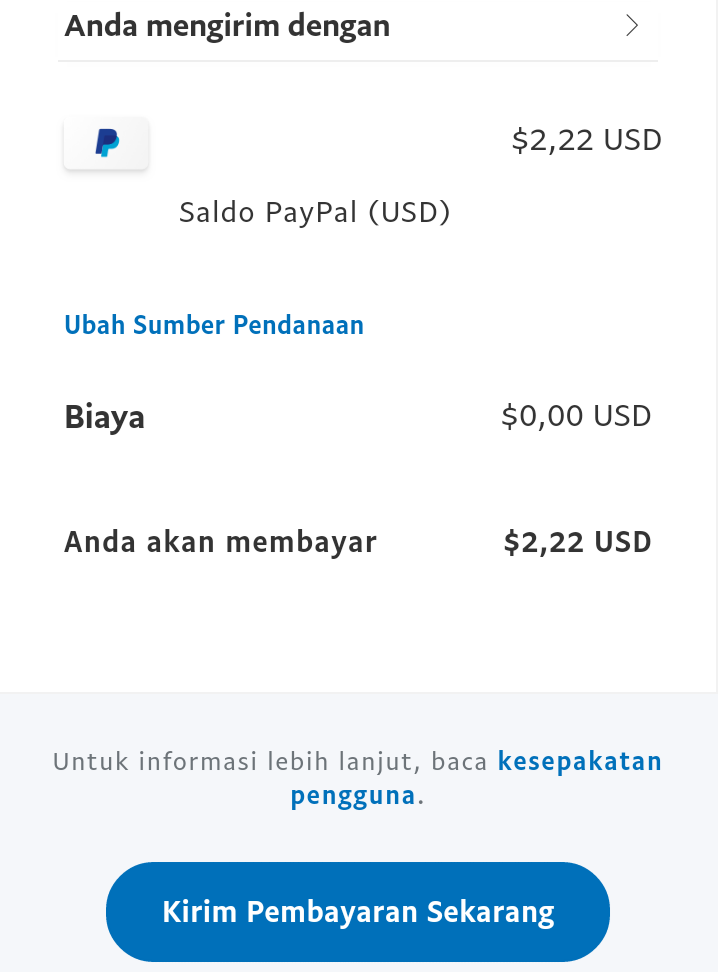 Anda mengirim dengan
$2,22 USD
Saldo PayPal (USD)
Ubah Sumber Pendanaan
Biaya $0,00 USD
Anda akan membayar $2,22 USD
Untuk informasi lebih lanjut, baca kesepakatan
pengguna.
Kirim Pembayaran Sekarang